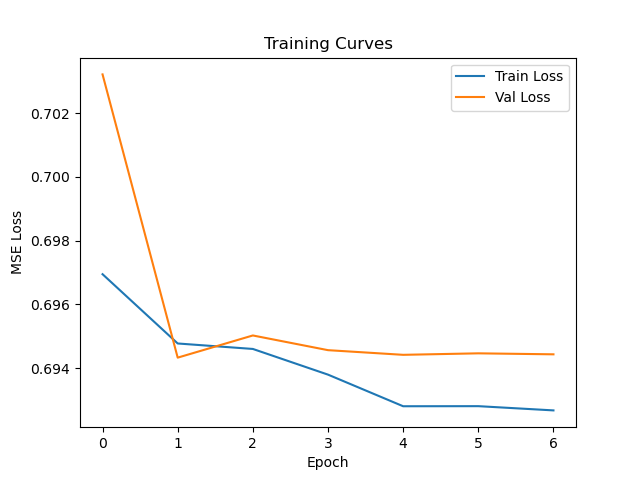 Training Curves
Train Loss
Val Loss
MSE Loss
0.702
0.700
0.698
0.696
0.694
0 1 2 3 4 5 6
Epoch